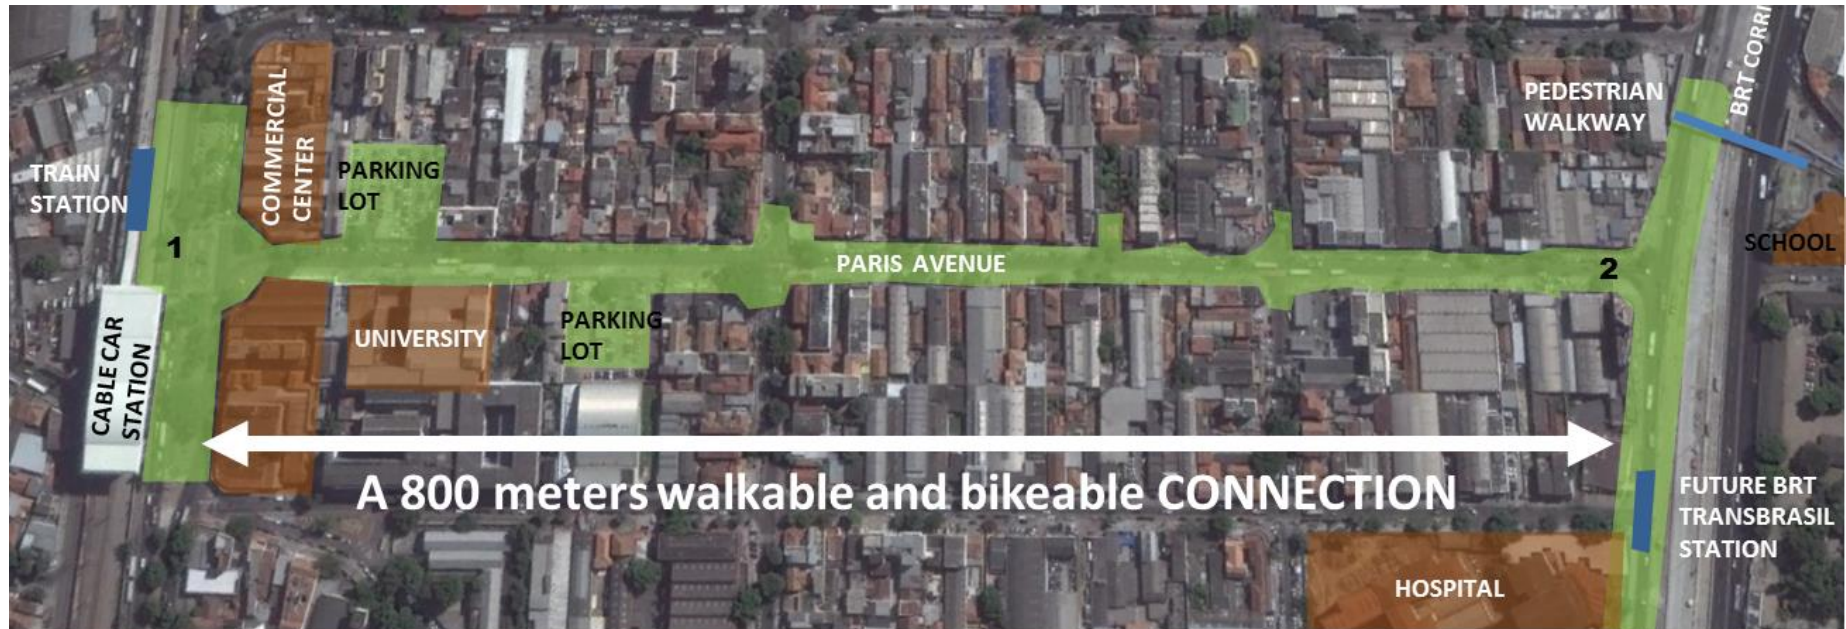 TRAIN
STATION
1
CABLE CAR
STATION
COMMERCIAL
CENTER
PARKING
LOT
UNIVERSITY
PARKING
LOT
PARIS AVENUE
PEDESTRIAN
WALKWAY
BRT CORRI
SCHOOL
2
A 800 meters walkable and bikeable CONNECTION
FUTURE BRT
TRANSBRASIL
STATION
HOSPITAL